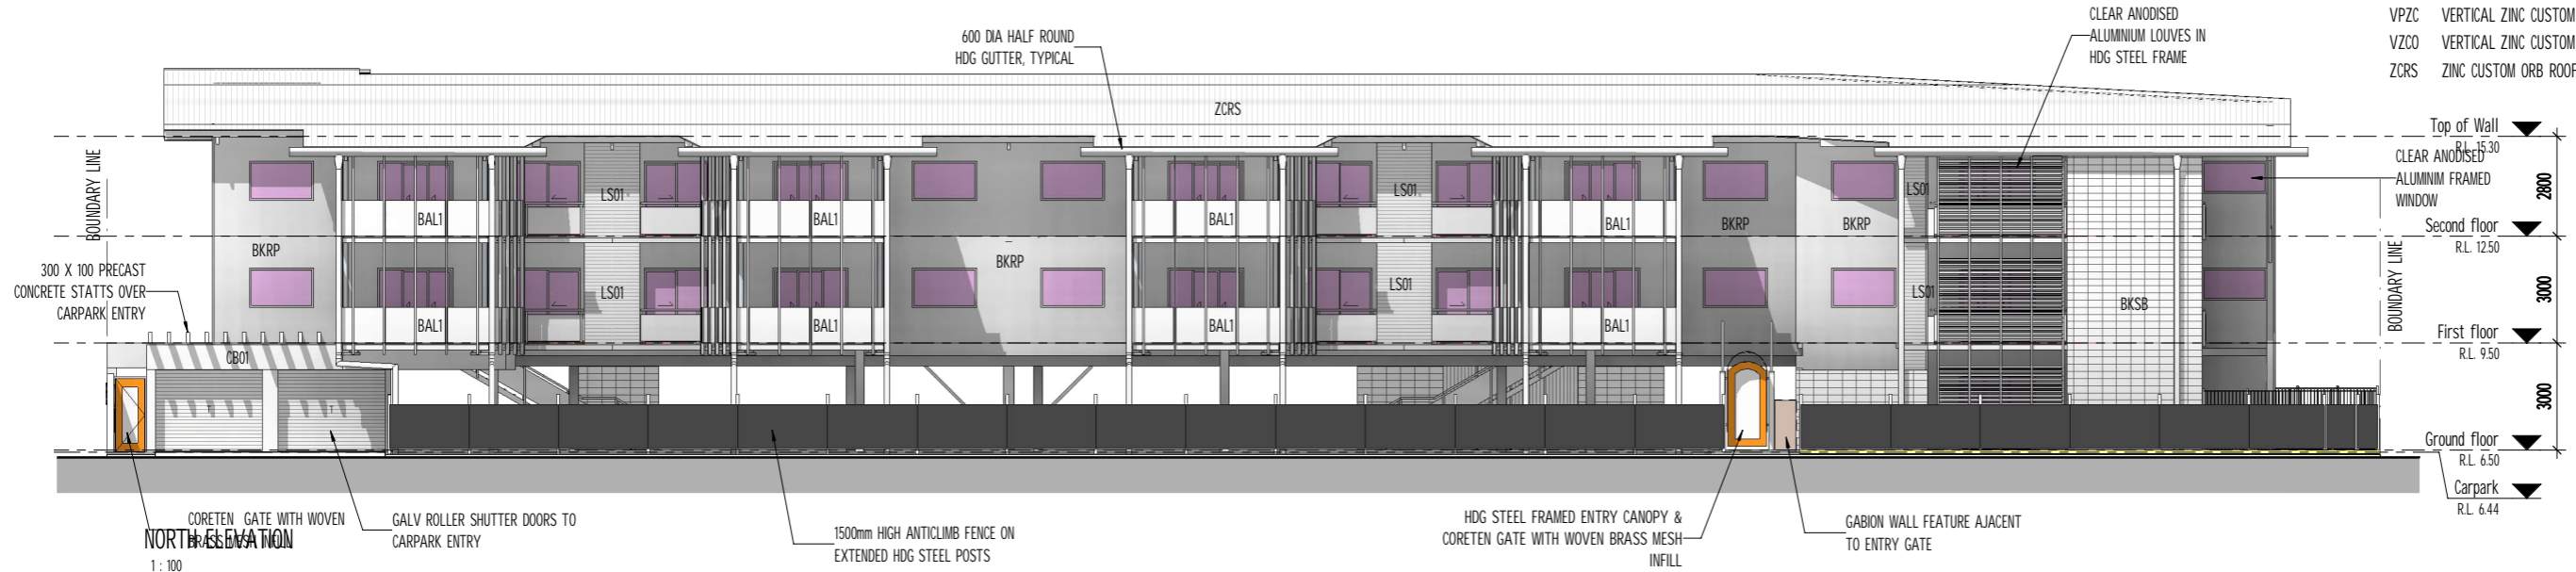 VPZC VERTICAL ZINC CUSTOM
VZCO VERTICAL ZINC CUSTOM
ZCRS ZINC CUSTOM ORB ROOF
CLEAR ANODISED
ALUMINIUM LOUVES IN
HDG STEEL FRAME
600 DIA HALF ROUND
HDG GUTTER, TYPICAL
ZCRS
Top of Wall
R.L. 15.30
CLEAR ANODISED
ALUMINIM FRAMED
WINDOW
2800
Second floor
R.L. 12.50
3000
First floor
R.L. 9.50
3000
Ground floor
R.L. 6.50
Carpark
R.L. 6.44
BOUNDARY LINE
BOUNDARY LINE
300 X 100 PRECAST
CONCRETE STATTS OVER
CARPARK ENTRY
LS01
LS01
LS01
BAL1
BAL1
BAL1
BAL1
BKRP
BKRP
BKRP
BKRP
LS01
LS01
LS01
BKSB
BAL1
BAL1
BAL1
BAL1
CB01
T
T
CORETEN GATE WITH WOVEN
NORTH ELEVATION
1 : 100
GALV ROLLER SHUTTER DOORS TO
CARPARK ENTRY
1500mm HIGH ANTICLIMB FENCE ON
EXTENDED HDG STEEL POSTS
HDG STEEL FRAMED ENTRY CANOPY &
CORETEN GATE WITH WOVEN BRASS MESH
INFILL
GABION WALL FEATURE AJACENT
TO ENTRY GATE